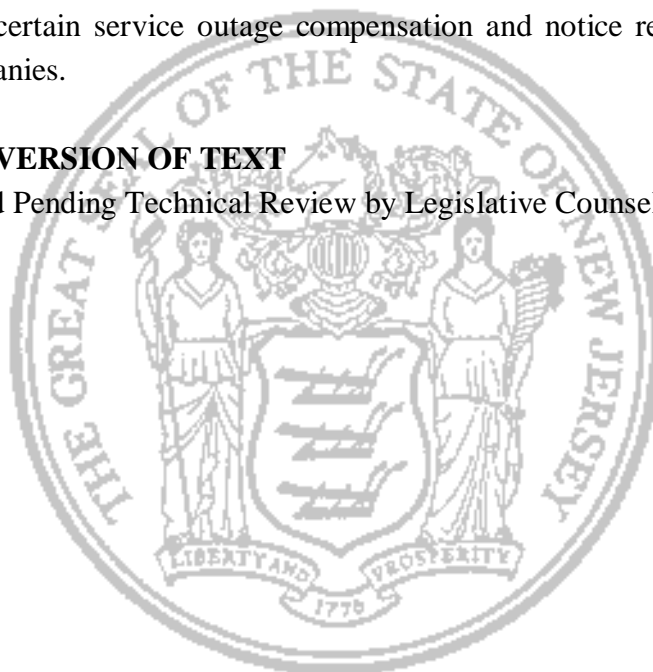 certain service outage compensation and notice re
anies.
VERSION OF TEXT
d Pending Technical Review by Legislative Counsel
THE GREAT SEAL OF THE STATE OF NEW JERSEY
LIBERTY AND PROSPERITY
1776